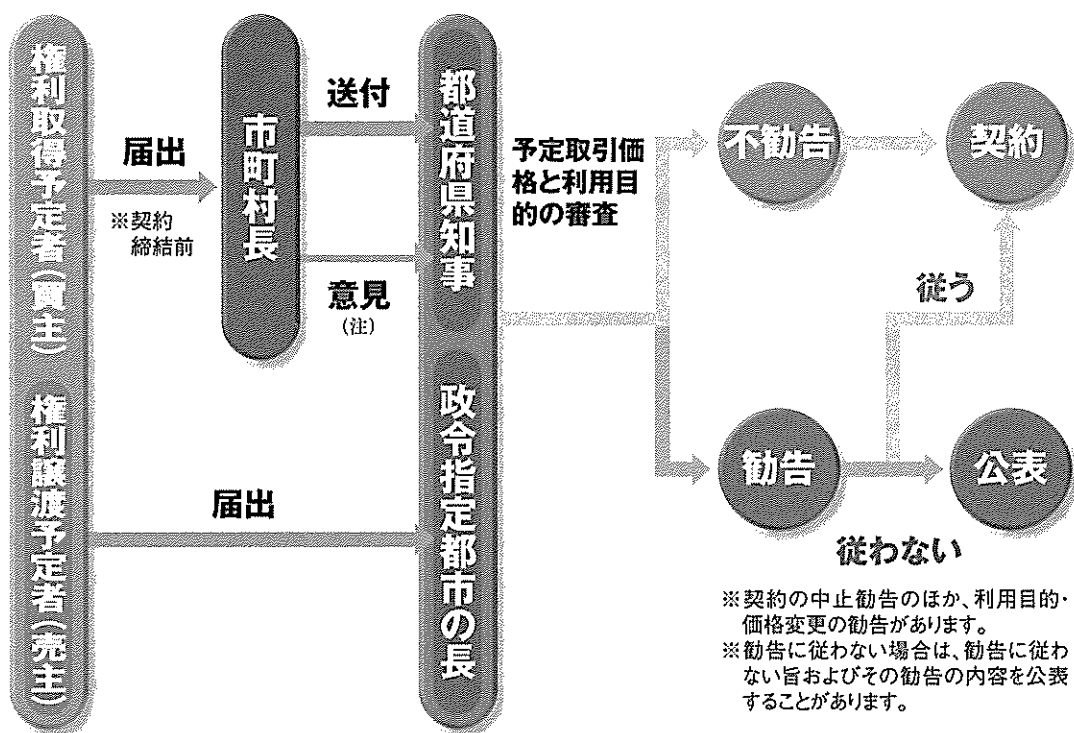 権利取得予定者(買主)
権利譲渡予定者(売主)
届出
※契約
締結前
市町村長
送付
意見
(注)
届出
都道府県知事
政令指定都市の長
予定取引価
格と利用目
的の審査
不勧告
契約
従う
勧告
公表
従わない
※契約の中止勧告のほか、利用目的・
価格変更の勧告があります。
※勧告に従わない場合は、勧告に従わ
ない旨およびその勧告の内容を公表
することがあります。